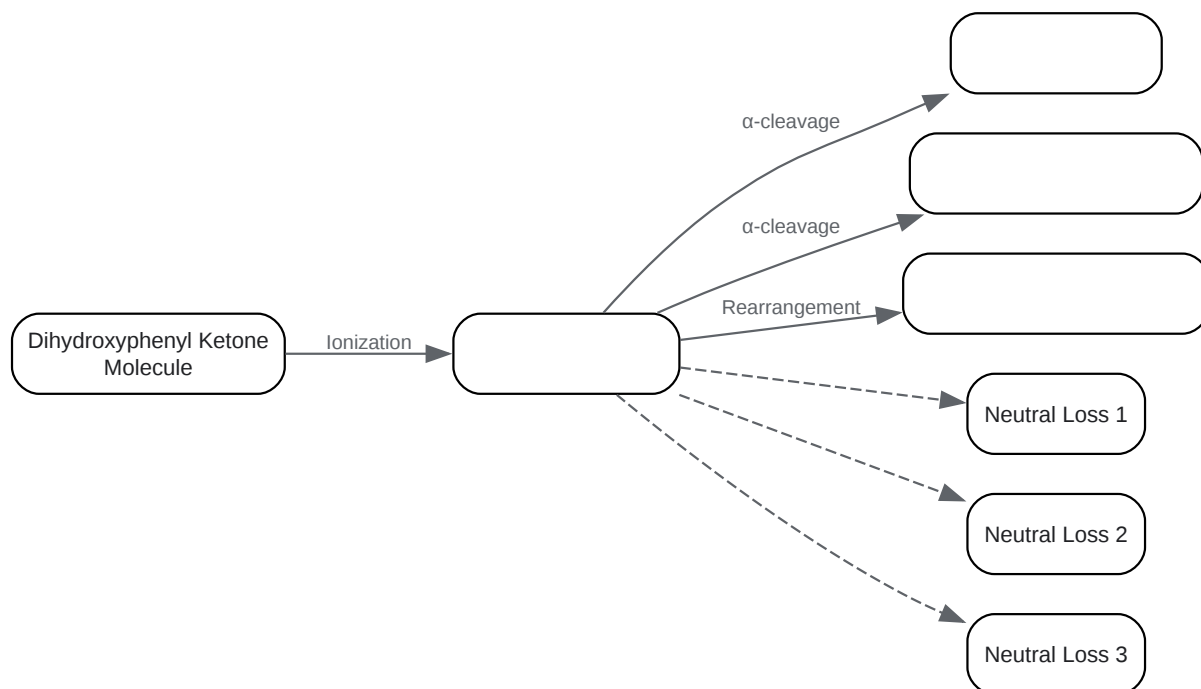 α-cleavage
α-cleavage
Rearrangement
Dihydroxyphenyl Ketone
Molecule
Ionization
Neutral Loss 1
Neutral Loss 2
Neutral Loss 3